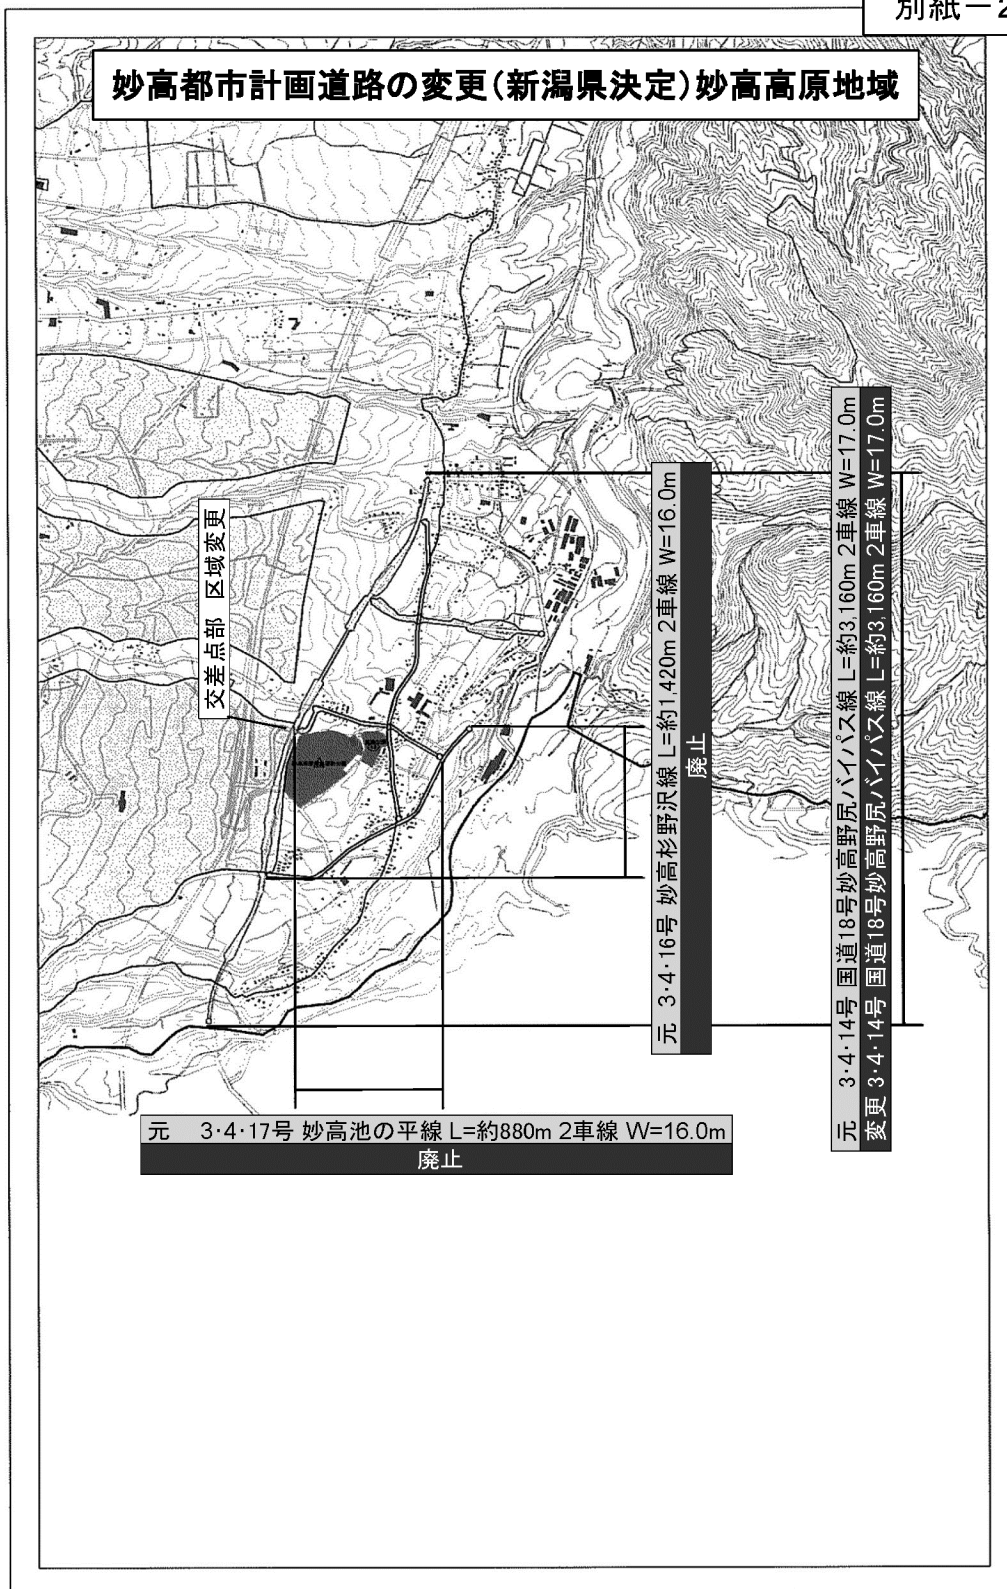 別紙－2
妙高都市計画道路の変更(新潟県決定)妙高高原地域
交差点部 区域変更
元 3･4･16号 妙高杉野沢線 L=約1,420m 2車線 W=16.0m
廃止
元 3･4･14号 国道18号妙高野尻バイパス線 L=約3,160m 2車線 W=17.0m
変更 3･4･14号 国道18号妙高野尻バイパス線 L=約3,160m 2車線 W=17.0m
元 3･4･17号 妙高池の平線 L=約880m 2車線 W=16.0m
廃止